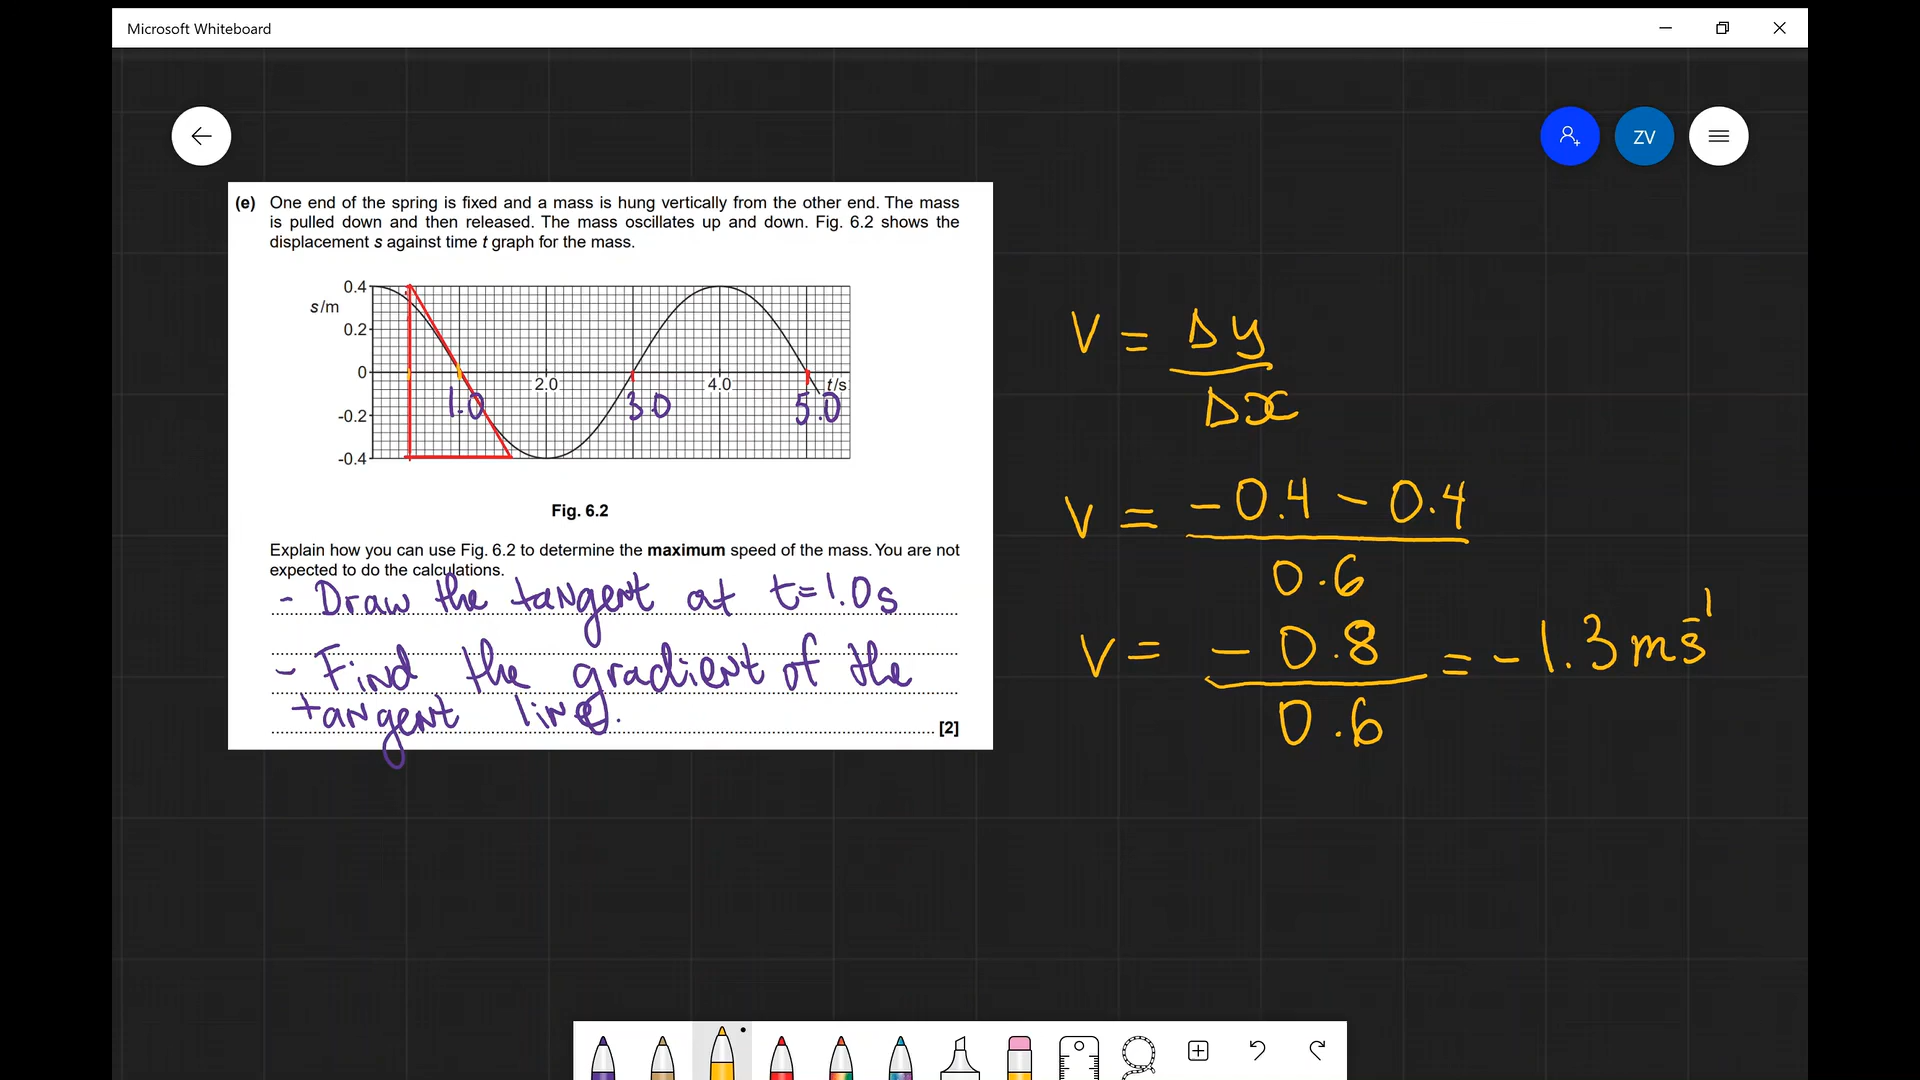 Microsoft Whiteboard
ZV
(e) One end of the spring is fixed and a mass is hung vertically from the other end. The mass
is pulled down and then released. The mass oscillates up and down. Fig. 6.2 shows the
displacement s against time t graph for the mass.
0.4
s/m
0.2
0
2.0
4.0
t/s
1.0
3.0
5.0
-0.2
-0.4
Fig. 6.2
Explain how you can use Fig. 6.2 to determine the maximum speed of the mass. You are not
expected to do the calculations.
- Draw the tangent at t=1.0s
- Find the gradient of the
tangent line.
[2]
V = Δy
Δx
V = -0.4 - 0.4
0.6
V = -0.8 = -1.3 ms⁻¹
0.6